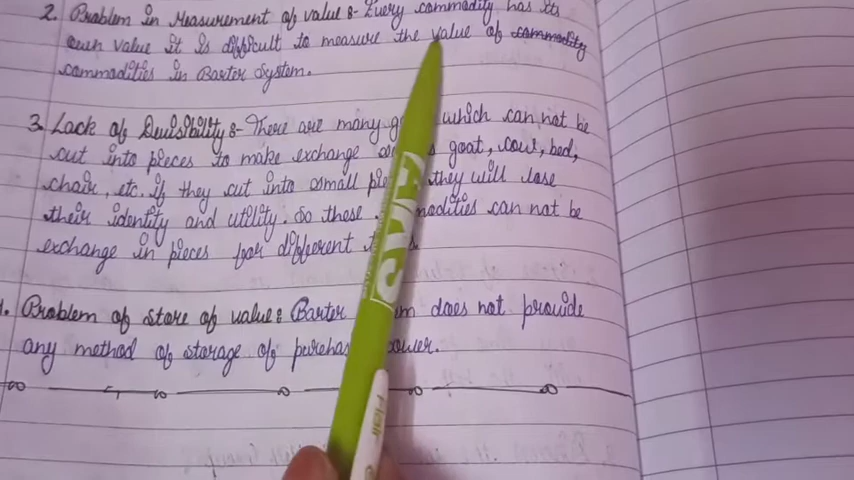 2. Problem in Measurement of value :- Every commodity has its
own value It is difficult to measure the value of commodity
commodities in Barter System.
3. Lack of Devisibility :- There are many which can not be
cut into pieces to make exchange goat, cow, bed,
chair, etc. if they cut into small they will lose
their identity and utility. So these can not be
exchange in pieces for different
Problem of store of value : Barter does not provide
any method of storage of power.
Flair